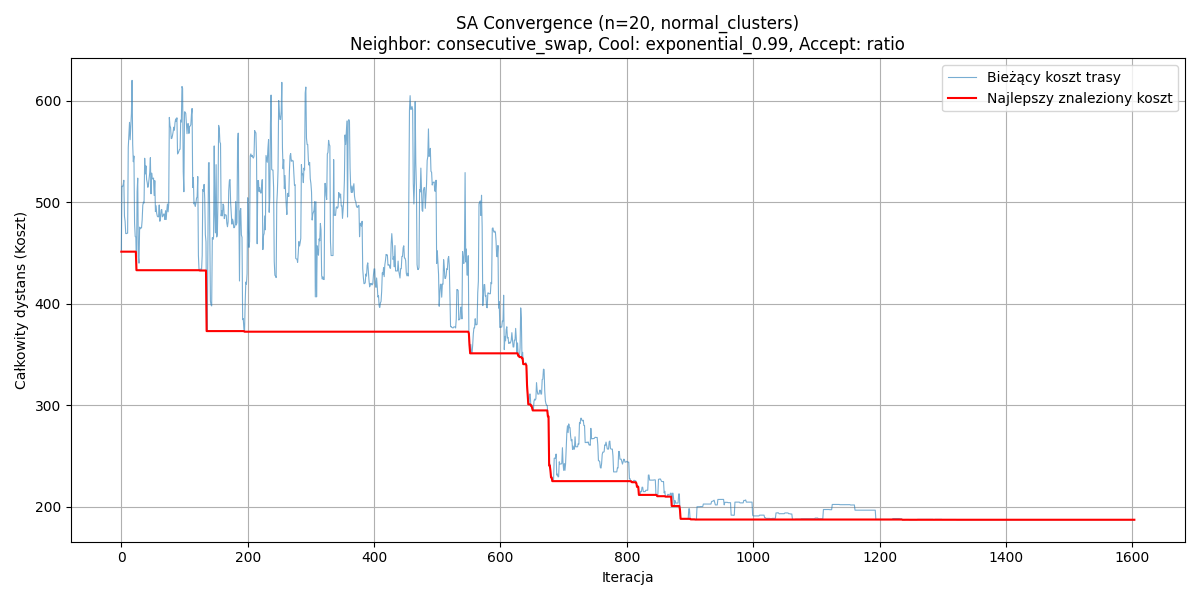 SA Convergence (n=20, normal_clusters)
Neighbor: consecutive_swap, Cool: exponential_0.99, Accept: ratio
Bieżący koszt trasy
Najlepszy znaleziony koszt
Całkowity dystans (Koszt)
600
500
400
300
200
0
200
400
600
800
1000
1200
1400
1600
Iteracja